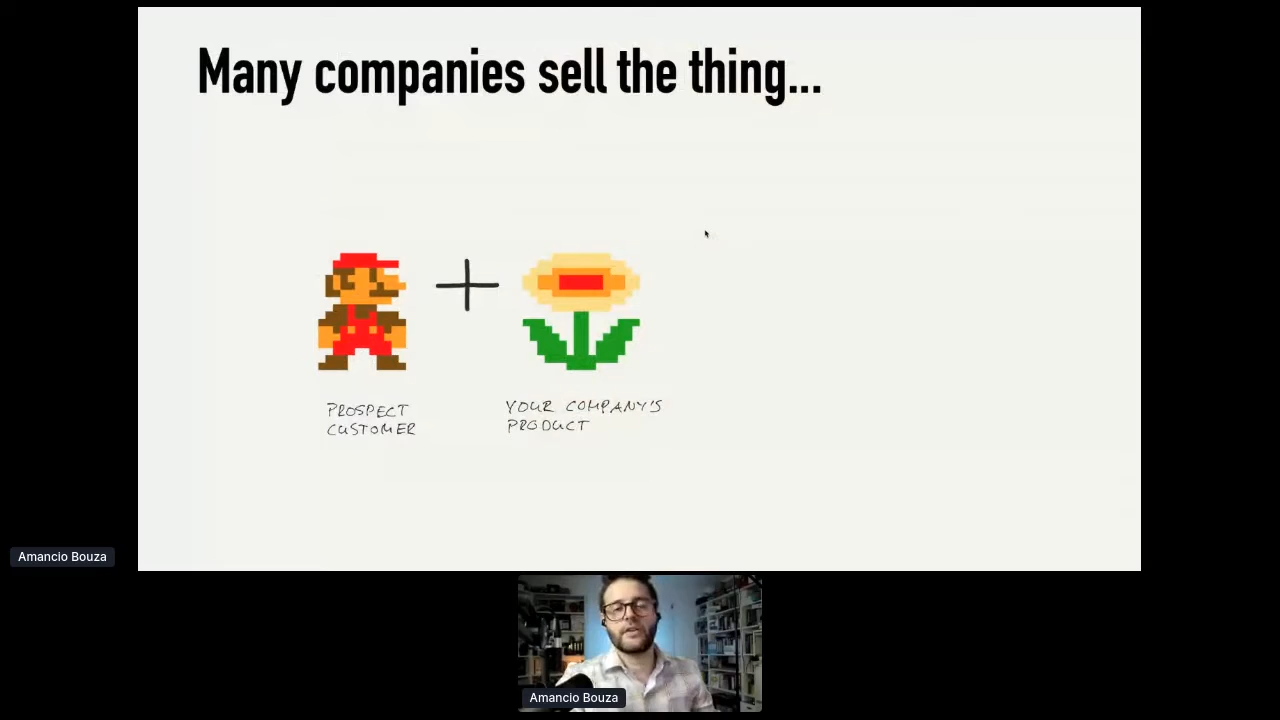 Many companies sell the thing...
PROSPECT
CUSTOMER
YOUR COMPANY'S
PRODUCT
Amancio Bouza
Amancio Bouza